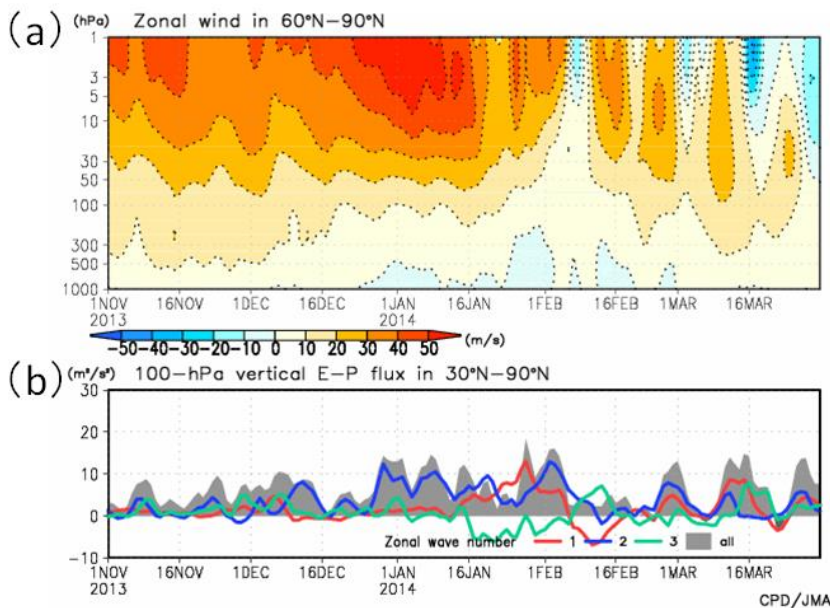 (a) (hPa) Zonal wind in 60°N−90°N
1
3
5
10
30
50
100
300
500
1000
1NOV 16NOV 1DEC 16DEC 1JAN 16JAN 1FEB 16FEB 1MAR 16MAR
2013 2014
-50 -40 -30 -20 -10 0 10 20 30 40 50 (m/s)
(b) (m²/s²) 100−hPa vertical E−P flux in 30°N−90°N
30
20
10
0
-10
Zonal wave number 1 2 3 all
1NOV 16NOV 1DEC 16DEC 1JAN 16JAN 1FEB 16FEB 1MAR 16MAR
2013 2014
CPD/JMA